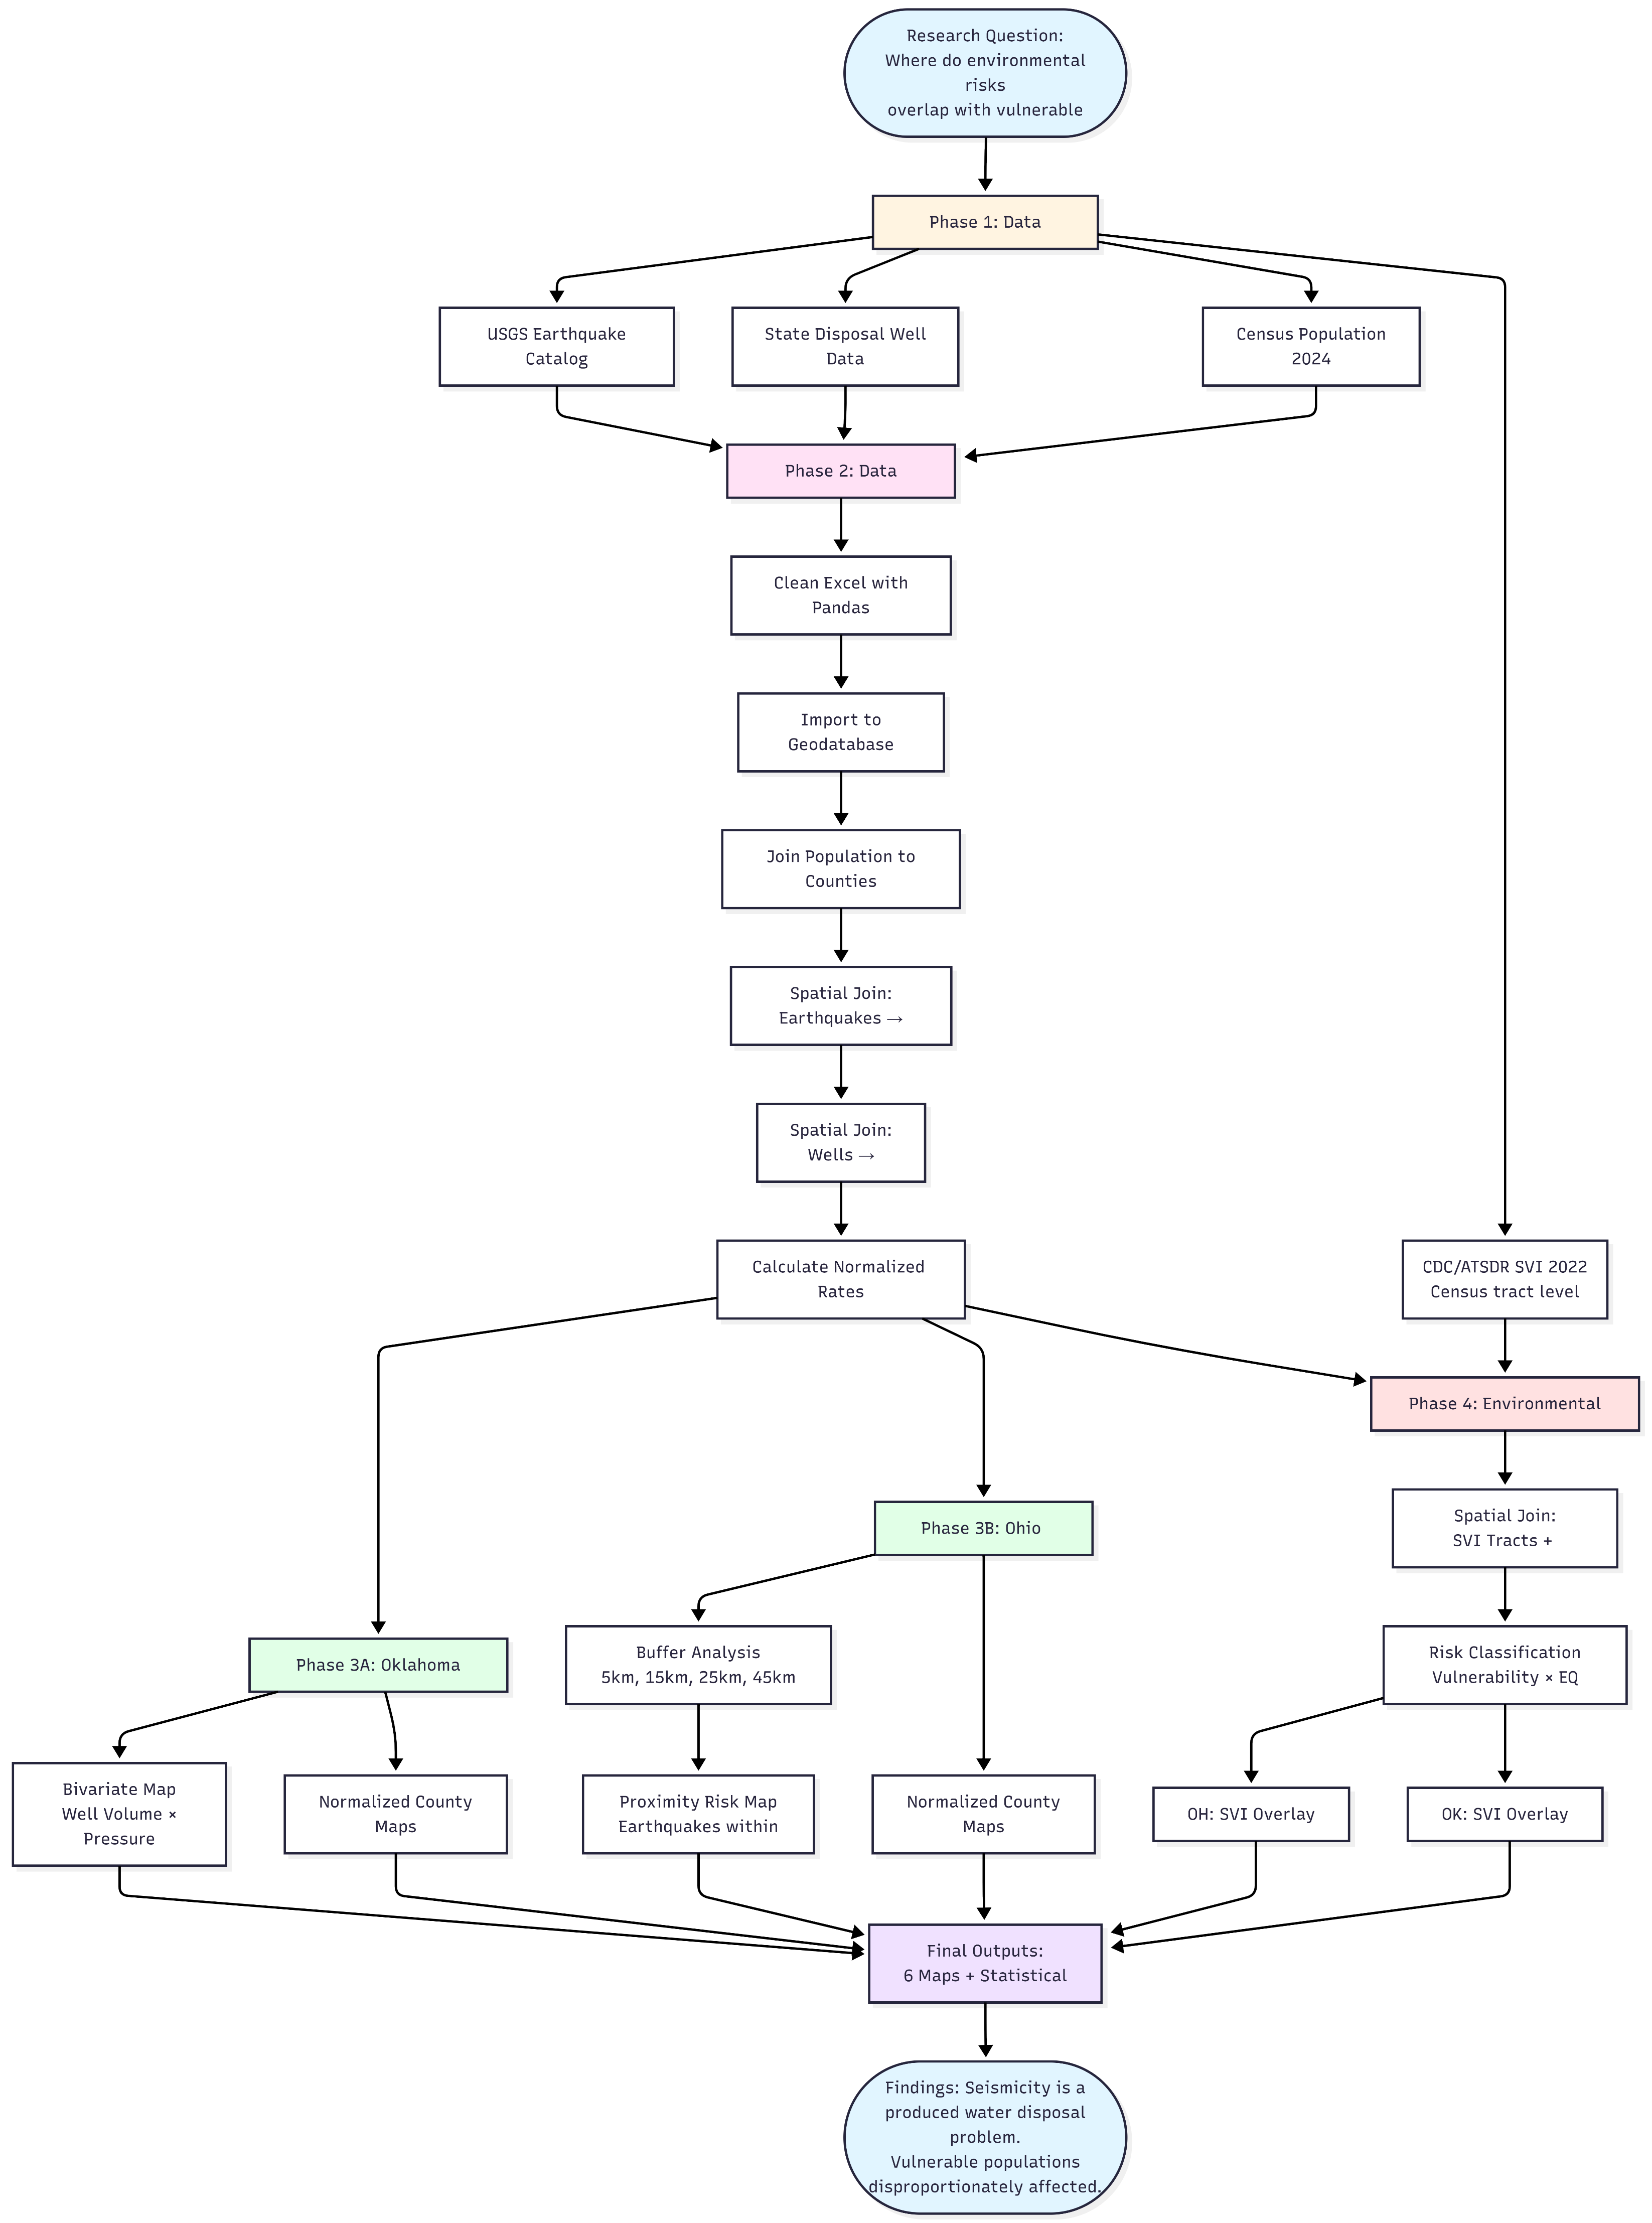 Research Question:
Where do environmental
risks
overlap with vulnerable
Phase 1: Data
USGS Earthquake
Catalog
State Disposal Well
Data
Census Population
2024
Phase 2: Data
Clean Excel with
Pandas
Import to
Geodatabase
Join Population to
Counties
Spatial Join:
Earthquakes →
Spatial Join:
Wells →
Calculate Normalized
Rates
CDC/ATSDR SVI 2022
Census tract level
Phase 4: Environmental
Spatial Join:
SVI Tracts +
Phase 3B: Ohio
Buffer Analysis
5km, 15km, 25km, 45km
Risk Classification
Vulnerability × EQ
Phase 3A: Oklahoma
Bivariate Map
Well Volume ×
Pressure
Normalized County
Maps
Proximity Risk Map
Earthquakes within
Normalized County
Maps
OH: SVI Overlay
OK: SVI Overlay
Final Outputs:
6 Maps + Statistical
Findings: Seismicity is a
produced water disposal
problem.
Vulnerable populations
disproportionately affected.